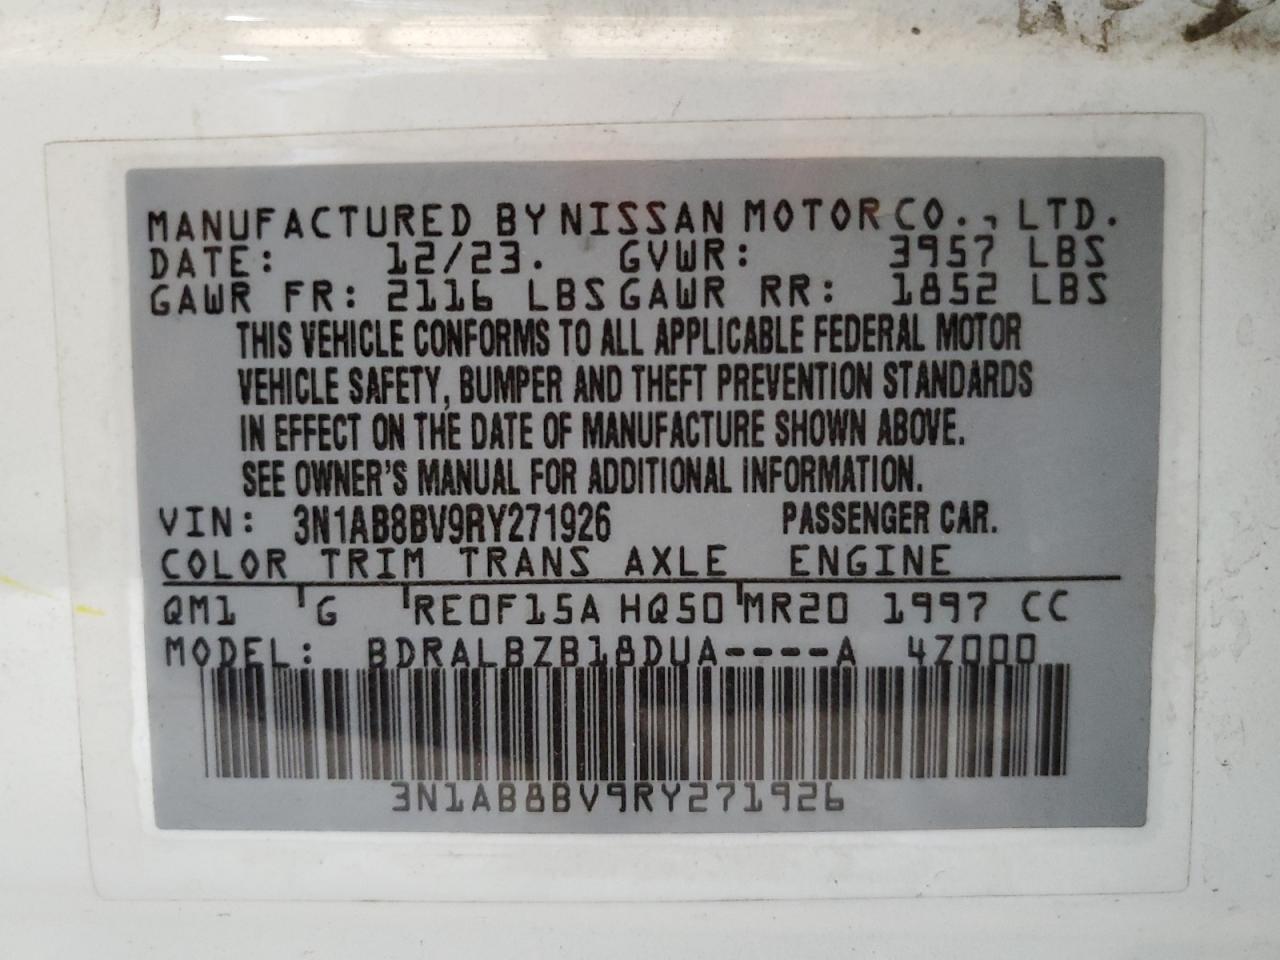 MANUFACTURED BY NISSAN MOTOR CO., LTD.
DATE: 12/23. GVWR: 3957 LBS
GAWR FR: 2116 LBS GAWR RR: 1852 LBS
THIS VEHICLE CONFORMS TO ALL APPLICABLE FEDERAL MOTOR
VEHICLE SAFETY, BUMPER AND THEFT PREVENTION STANDARDS
IN EFFECT ON THE DATE OF MANUFACTURE SHOWN ABOVE.
SEE OWNER'S MANUAL FOR ADDITIONAL INFORMATION.
VIN: 3N1AB8BV9RY271926 PASSENGER CAR.
COLOR TRIM TRANS AXLE ENGINE
QM1 G RE0F15A HQ50 MR20 1997 CC
MODEL: BDRALBZB18DUA----A 4Z000
3N1AB8BV9RY271926